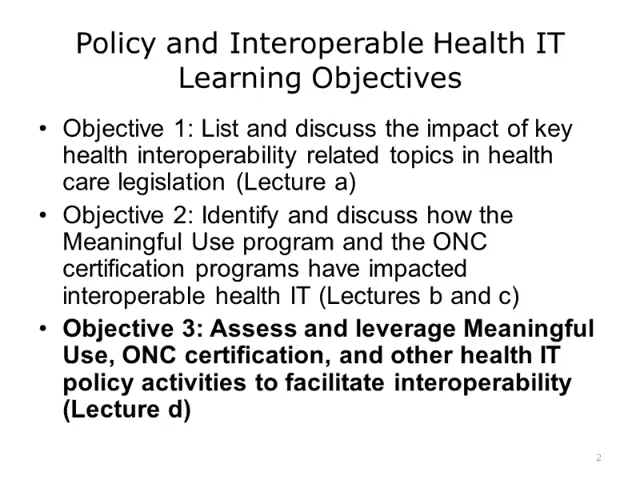 Policy and Interoperable Health IT
Learning Objectives
• Objective 1: List and discuss the impact of key
health interoperability related topics in health
care legislation (Lecture a)
• Objective 2: Identify and discuss how the
Meaningful Use program and the ONC
certification programs have impacted
interoperable health IT (Lectures b and c)
• Objective 3: Assess and leverage Meaningful
Use, ONC certification, and other health IT
policy activities to facilitate interoperability
(Lecture d)
2